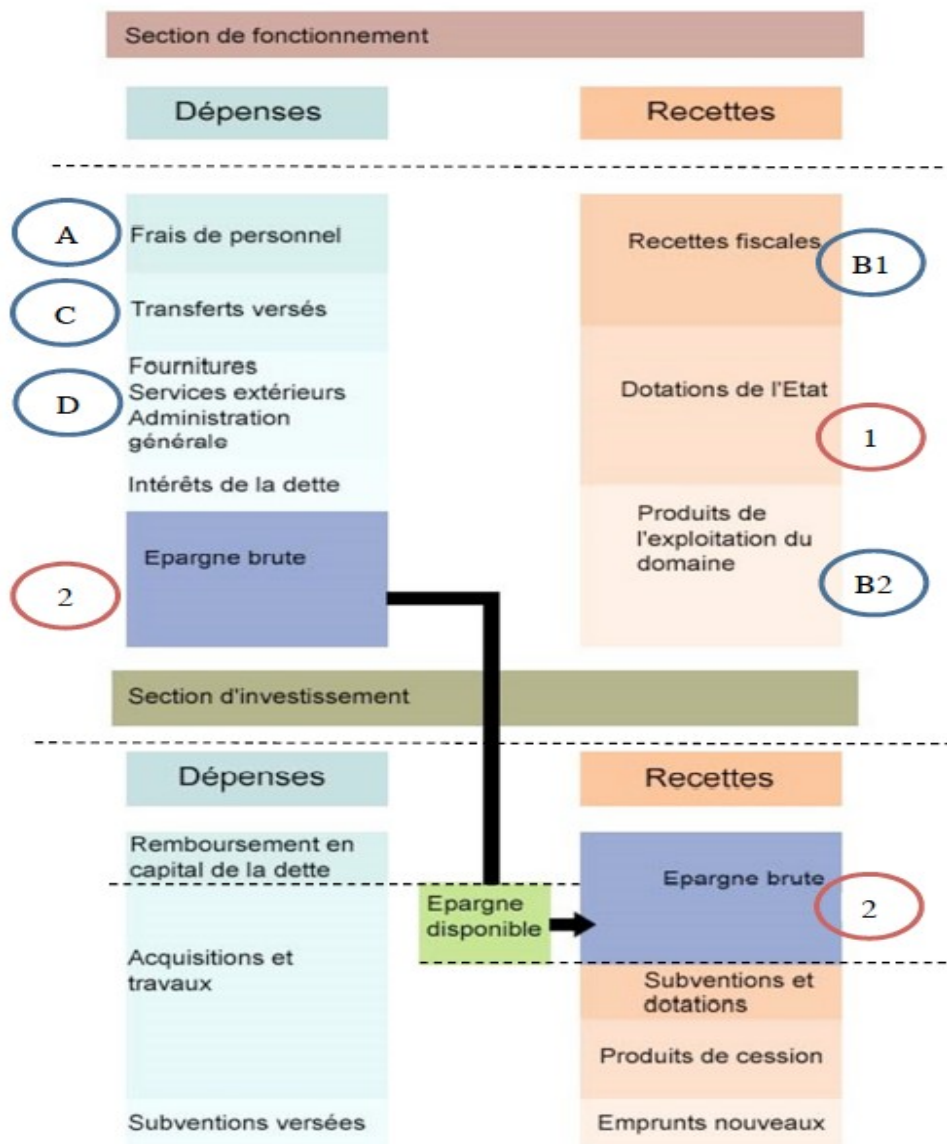 Section de fonctionnement
Dépenses
Recettes
A
Frais de personnel
Recettes fiscales
B1
C
Transferts versés
D
Fournitures
Services extérieurs
Administration
générale
Dotations de l'Etat
1
Intérêts de la dette
Produits de
l'exploitation du
domaine
B2
2
Epargne brute
Section d'investissement
Dépenses
Recettes
Remboursement en
capital de la dette
Epargne
disponible
Epargne brute
2
Acquisitions et
travaux
Subventions et
dotations
Produits de cession
Subventions versées
Emprunts nouveaux